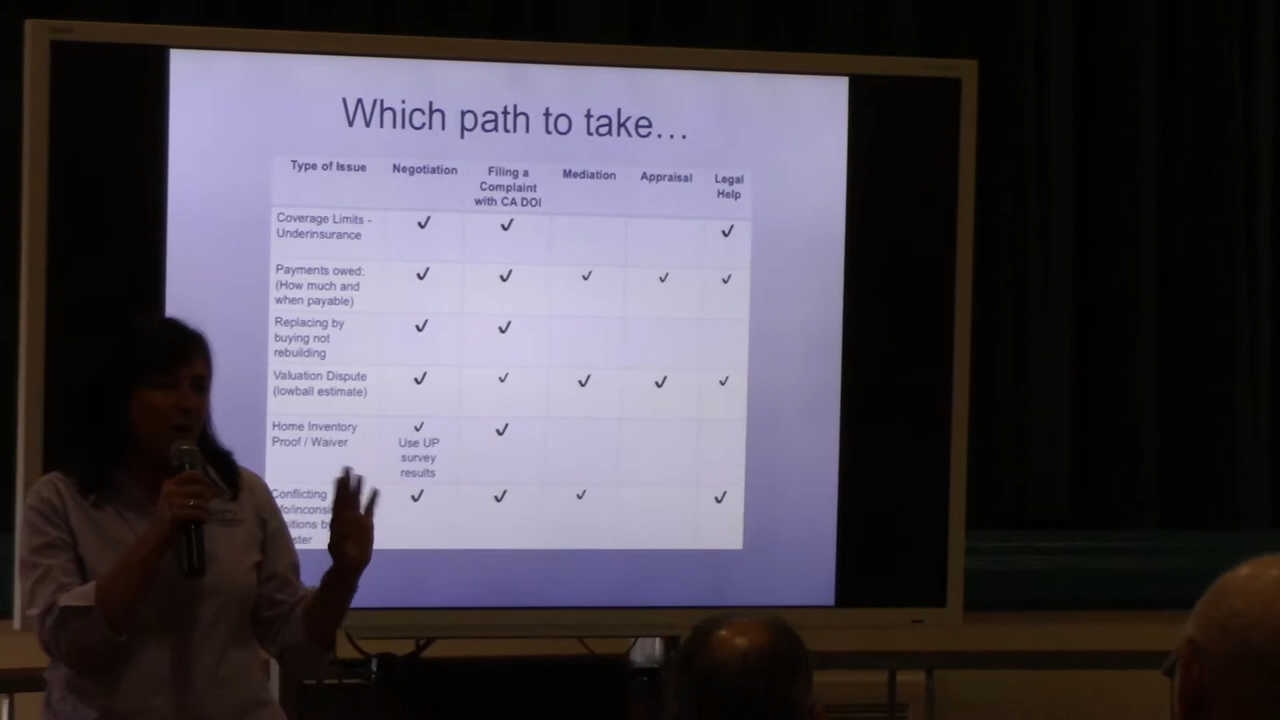 Which path to take…
Type of Issue Negotiation Filing a Mediation Appraisal Legal
Complaint Help
with CA DOI
Coverage Limits - ✓ ✓ ✓
Underinsurance
Payments owed: ✓ ✓ ✓ ✓ ✓
(How much and
when payable)
Replacing by ✓ ✓
buying not
rebuilding
Valuation Dispute ✓ ✓ ✓ ✓ ✓
(lowball estimate)
Home Inventory ✓ ✓
Proof / Waiver Use UP
survey
results
Conflicting ✓ ✓ ✓ ✓